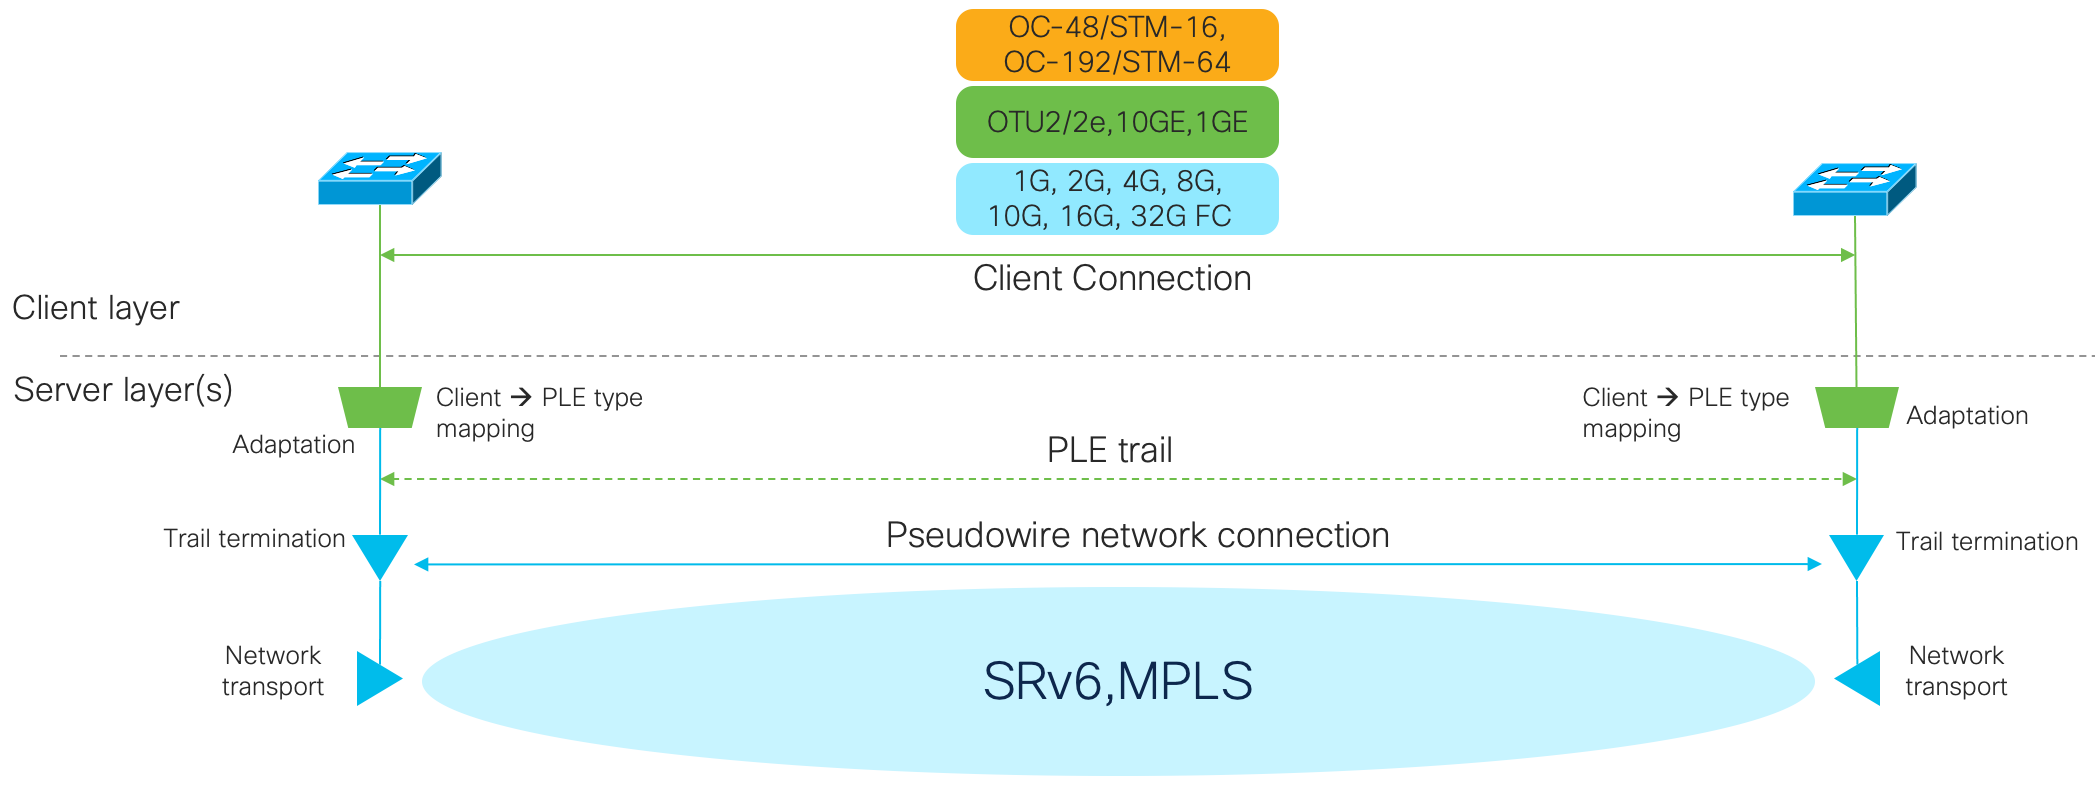 OC-48/STM-16,
OC-192/STM-64
OTU2/2e,10GE,1GE
1G, 2G, 4G, 8G,
10G, 16G, 32G FC
Client Connection
Client layer
Server layer(s)
Client → PLE type
mapping
Adaptation
Client → PLE type
mapping
Adaptation
PLE trail
Trail termination
Pseudowire network connection
Trail termination
Network
transport
SRv6,MPLS
Network
transport